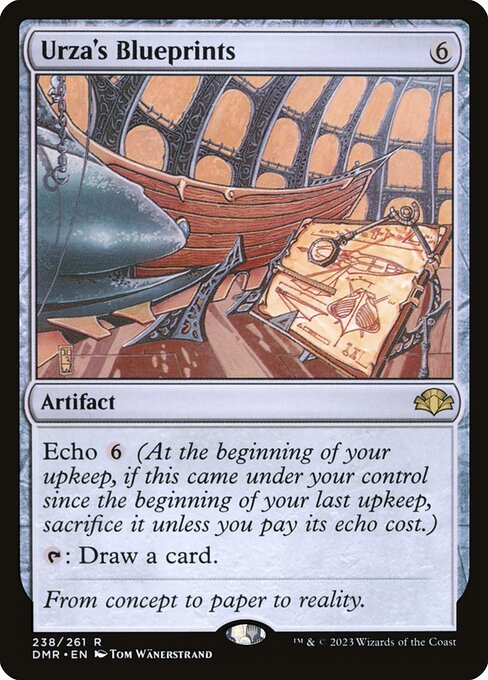 Urza's Blueprints 6
Artifact
Echo 6 (At the beginning of your
upkeep, if this came under your control
since the beginning of your last upkeep,
sacrifice it unless you pay its echo cost.)
: Draw a card.
From concept to paper to reality.
238/261 R
DMR • EN Tom Wänerstrand
™ & © 2023 Wizards of the Coast